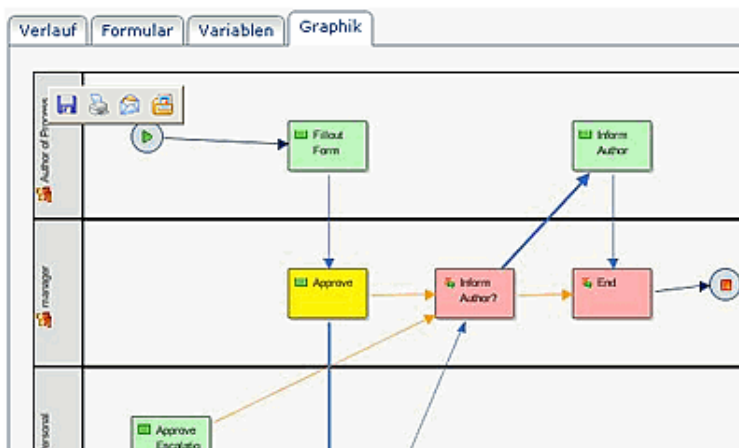 Verlauf
Formular
Variablen
Graphik
Author of Process
Fillout
Form
Inform
Author
manager
Approve
Inform
Author?
End
Approve